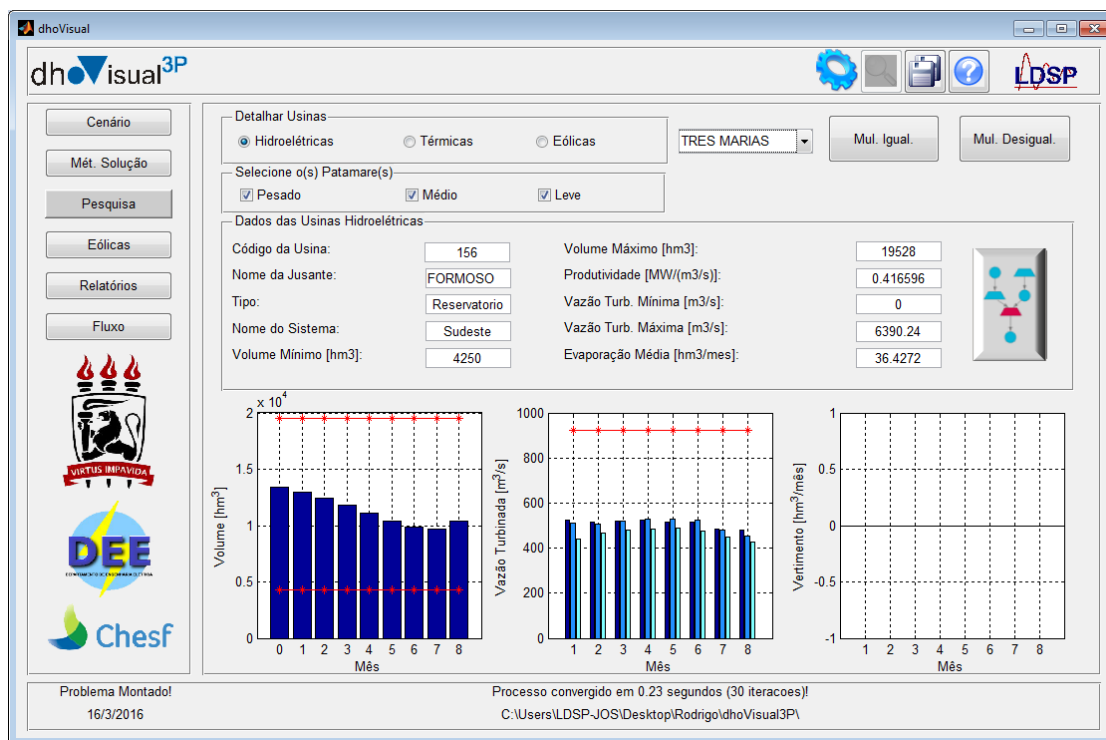 dhoVisual
dhoVisual3P
LDSP
Cenário
Mét. Solução
Pesquisa
Eólicas
Relatórios
Fluxo
VIRTUS IMPAVIDA
DEE
Chesf
Detalhar Usinas
Hidroelétricas Térmicas Eólicas
TRES MARIAS
Mul. Igual.
Mul. Desigual.
Selecione o(s) Patamare(s)
Pesado Médio Leve
Dados das Usinas Hidroelétricas
Código da Usina: 156
Nome da Jusante: FORMOSO
Tipo: Reservatorio
Nome do Sistema: Sudeste
Volume Mínimo [hm3]: 4250
Volume Máximo [hm3]: 19528
Produtividade [MW/(m3/s)]: 0.416596
Vazão Turb. Mínima [m3/s]: 0
Vazão Turb. Máxima [m3/s]: 6390.24
Evaporação Média [hm3/mes]: 36.4272
x 10^4
2
1.5
1
0.5
0
Volume [hm^3]
0 1 2 3 4 5 6 7 8
Mês
1000
800
600
400
200
0
Vazão Turbinada [m^3/s]
1 2 3 4 5 6 7 8
Mês
1
0.5
0
-0.5
-1
Vertimento [hm^3/mês]
1 2 3 4 5 6 7 8
Mês
Problema Montado!
16/3/2016
Processo convergido em 0.23 segundos (30 iteracoes)!
C:\Users\LDSP-JOS\Desktop\Rodrigo\dhoVisual3P\